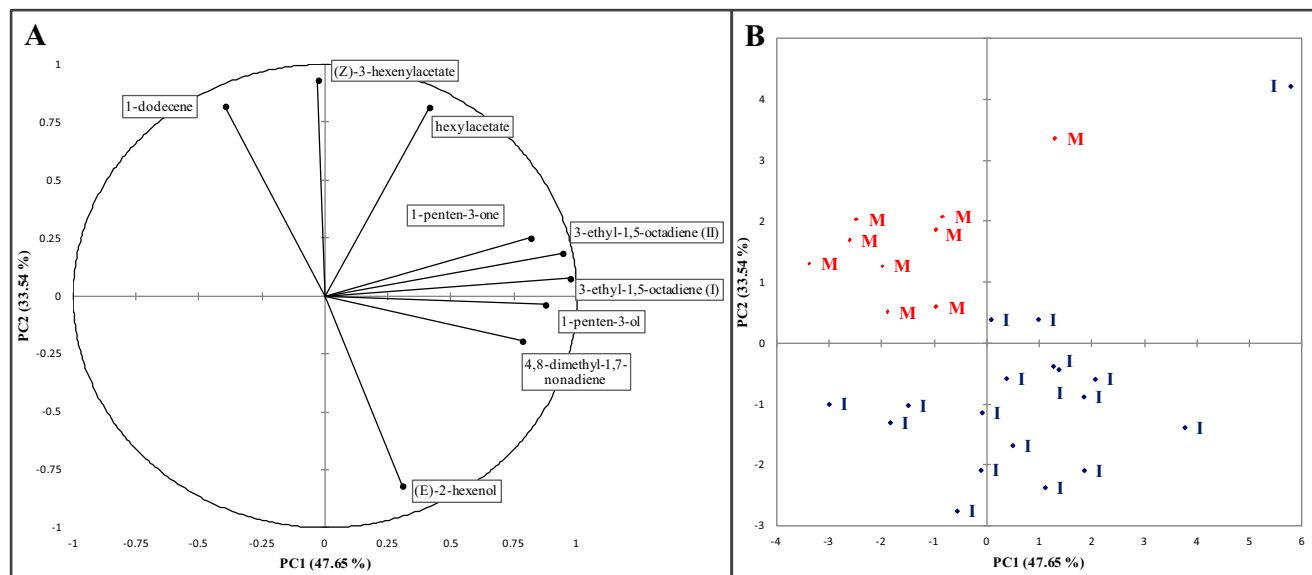 A
1
(Z)-3-hexenylacetate
1-dodecene
0.75
hexylacetate
0.5
1-penten-3-one
3-ethyl-1,5-octadiene (II)
0.25
3-ethyl-1,5-octadiene (I)
0
1-penten-3-ol
-0.25
4,8-dimethyl-1,7-
nonadiene
-0.5
-0.75
(E)-2-hexenol
-1
-1 -0.75 -0.5 -0.25 0 0.25 0.5 0.75 1
PC1 (47.65 %)
PC2 (33.54 %)
B
I
4
M
3
M M
2
M M
M M
1
M M
I I
0
I
I I
I I
-1
I I I
I I
I
-2
I I
I
I
-3
-4 -3 -2 -1 0 1 2 3 4 5 6
PC1 (47.65 %)
PC2 (33.54 %)